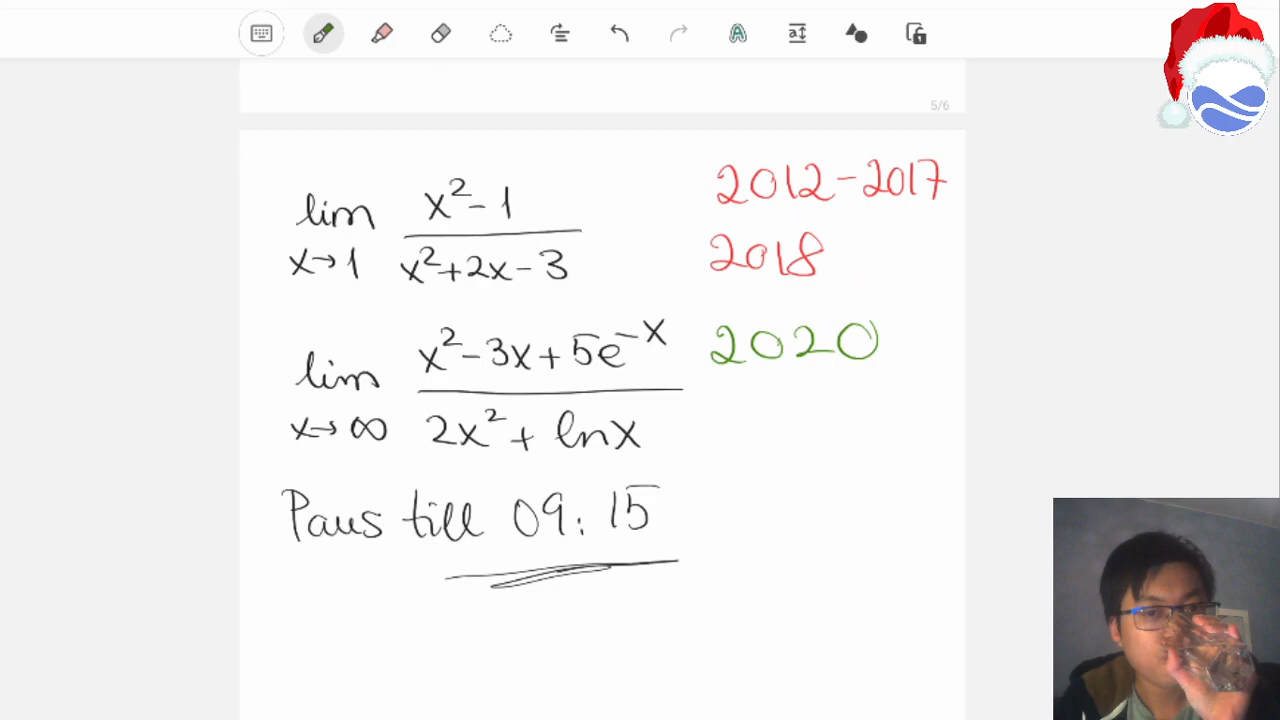 5/6
lim x→1 (x²-1)/(x²+2x-3)
2012-2017
2018
lim x→∞ (x²-3x+5e^-x)/(2x²+lnx)
2020
Paus till 09:15